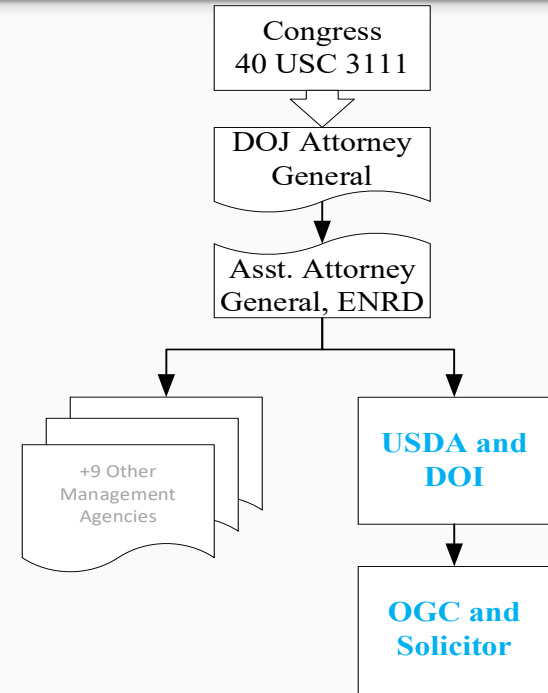 Congress
40 USC 3111
DOJ Attorney
General
Asst. Attorney
General, ENRD
+9 Other
Management
Agencies
USDA and
DOI
OGC and
Solicitor